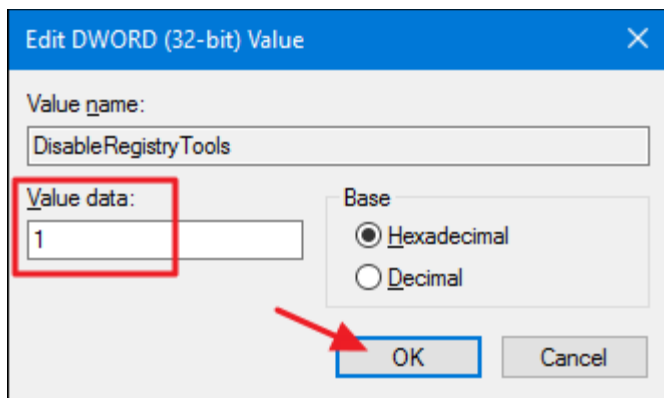 Edit DWORD (32-bit) Value
Value name:
DisableRegistryTools
Value data:
1
Base
Hexadecimal
Decimal
OK
Cancel